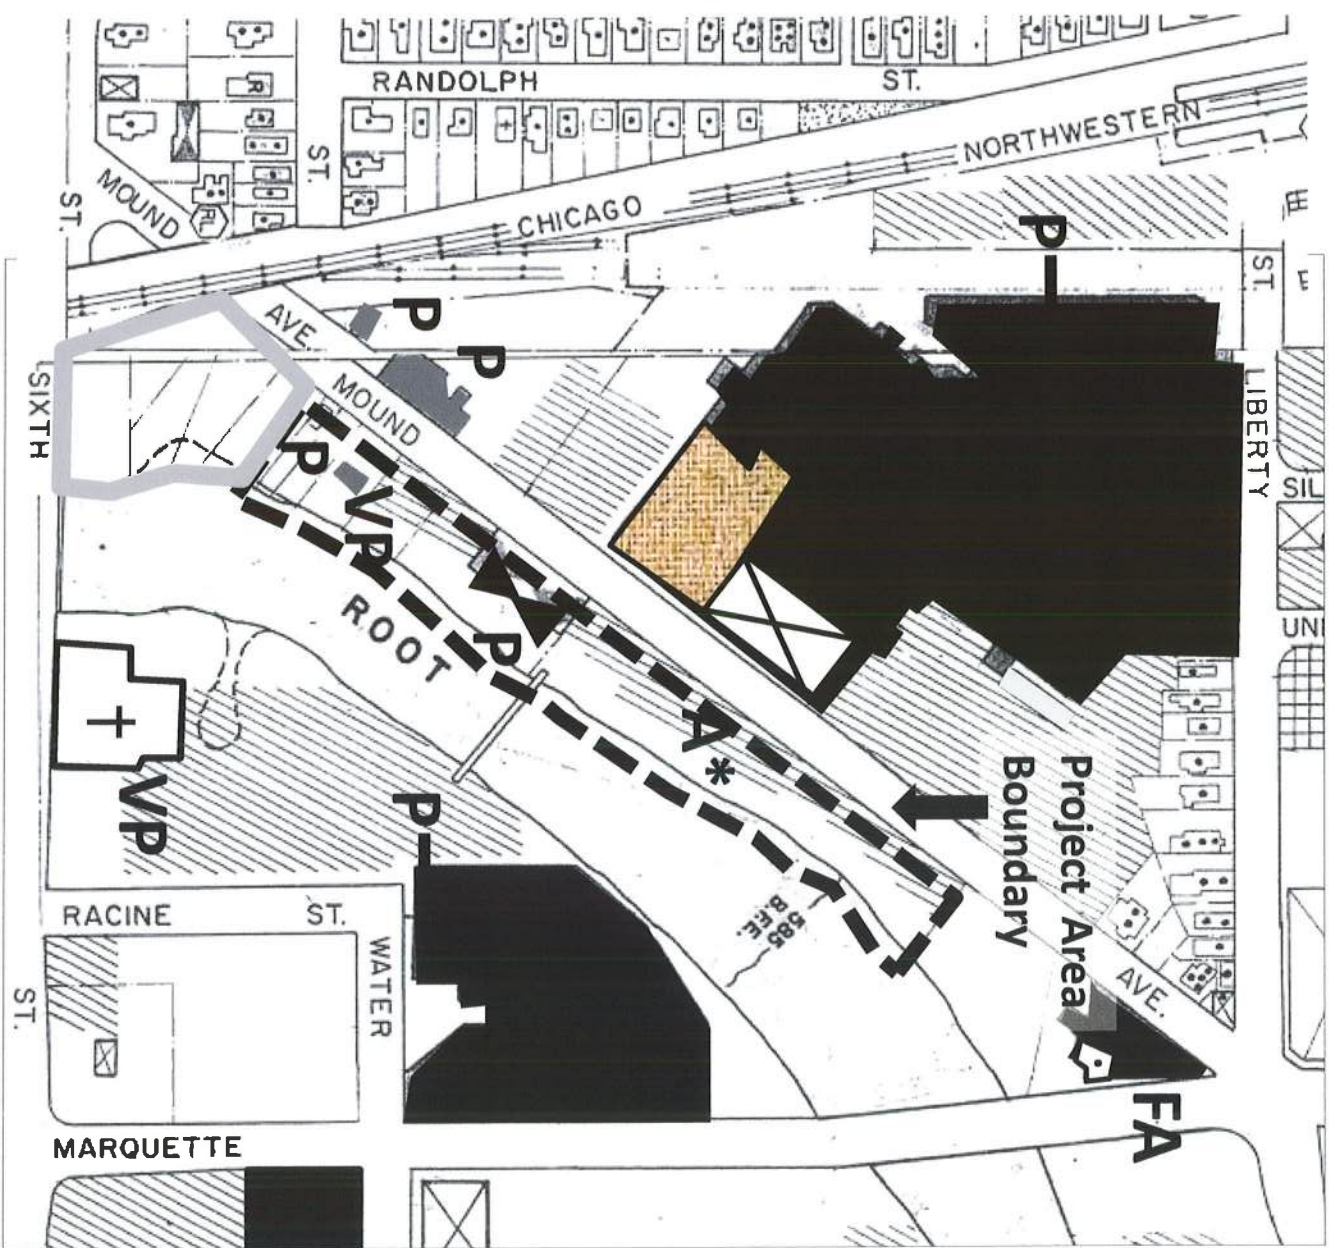 RANDOLPH ST.
NORTHWESTERN
CHICAGO
ST.
MOUND
ST.
R
RL
P
ST.
E
P
AVE.
P
MOUND
SIXTH
LIBERTY
P
SIL
VP
UNI
ROOT
P
A*
Project Area
Boundary
VP
P
RACINE ST.
585
B.F.E.
WATER
AVE.
ST.
FA
MARQUETTE